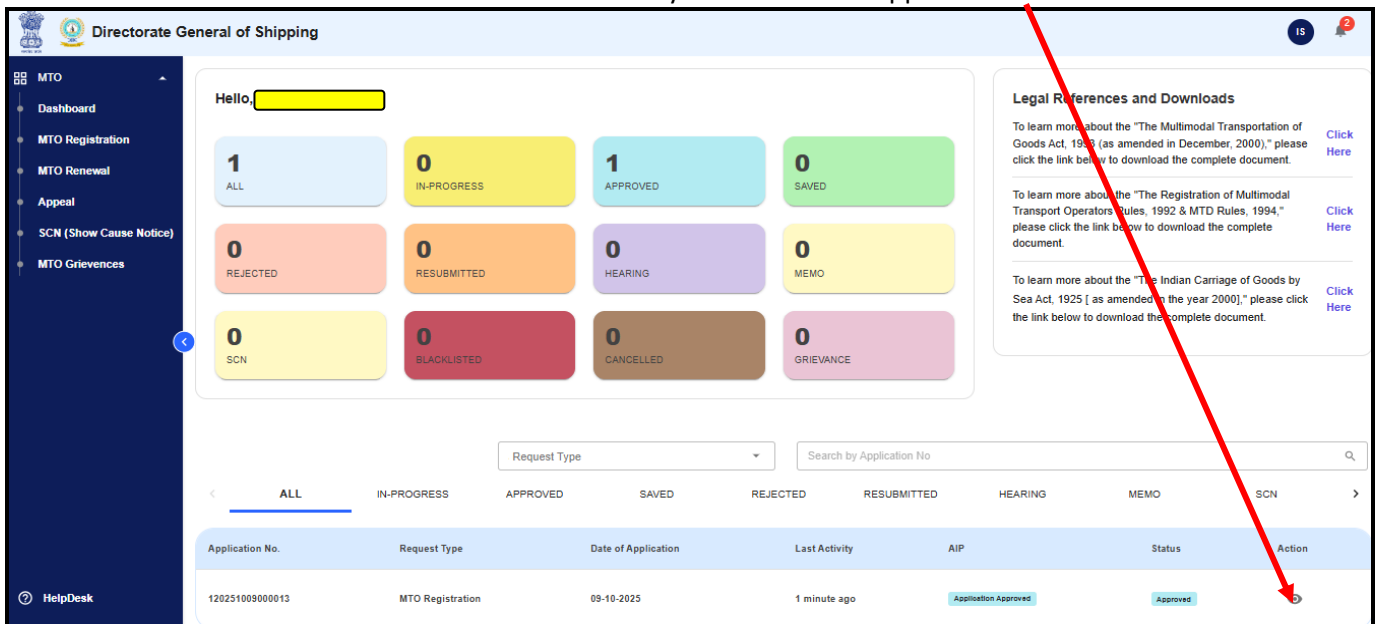 Directorate General of Shipping
IS
2
MTO
Dashboard
MTO Registration
MTO Renewal
Appeal
SCN (Show Cause Notice)
MTO Grievences
HelpDesk
Hello,
1
ALL
0
IN-PROGRESS
1
APPROVED
0
SAVED
0
REJECTED
0
RESUBMITTED
0
HEARING
0
MEMO
0
SCN
0
BLACKLISTED
0
CANCELLED
0
GRIEVANCE
Legal References and Downloads
To learn more about the "The Multimodal Transportation of
Goods Act, 1993 (as amended in December, 2000)," please
click the link below to download the complete document.
Click
Here
To learn more about the "The Registration of Multimodal
Transport Operators Rules, 1992 & MTD Rules, 1994,"
please click the link below to download the complete
document.
Click
Here
To learn more about the "The Indian Carriage of Goods by
Sea Act, 1925 [ as amended in the year 2000]," please click
the link below to download the complete document.
Click
Here
Request Type
Search by Application No
ALL IN-PROGRESS APPROVED SAVED REJECTED RESUBMITTED HEARING MEMO SCN
Application No. Request Type Date of Application Last Activity AIP Status Action
120251009000013 MTO Registration 09-10-2025 1 minute ago Application Approved Approved